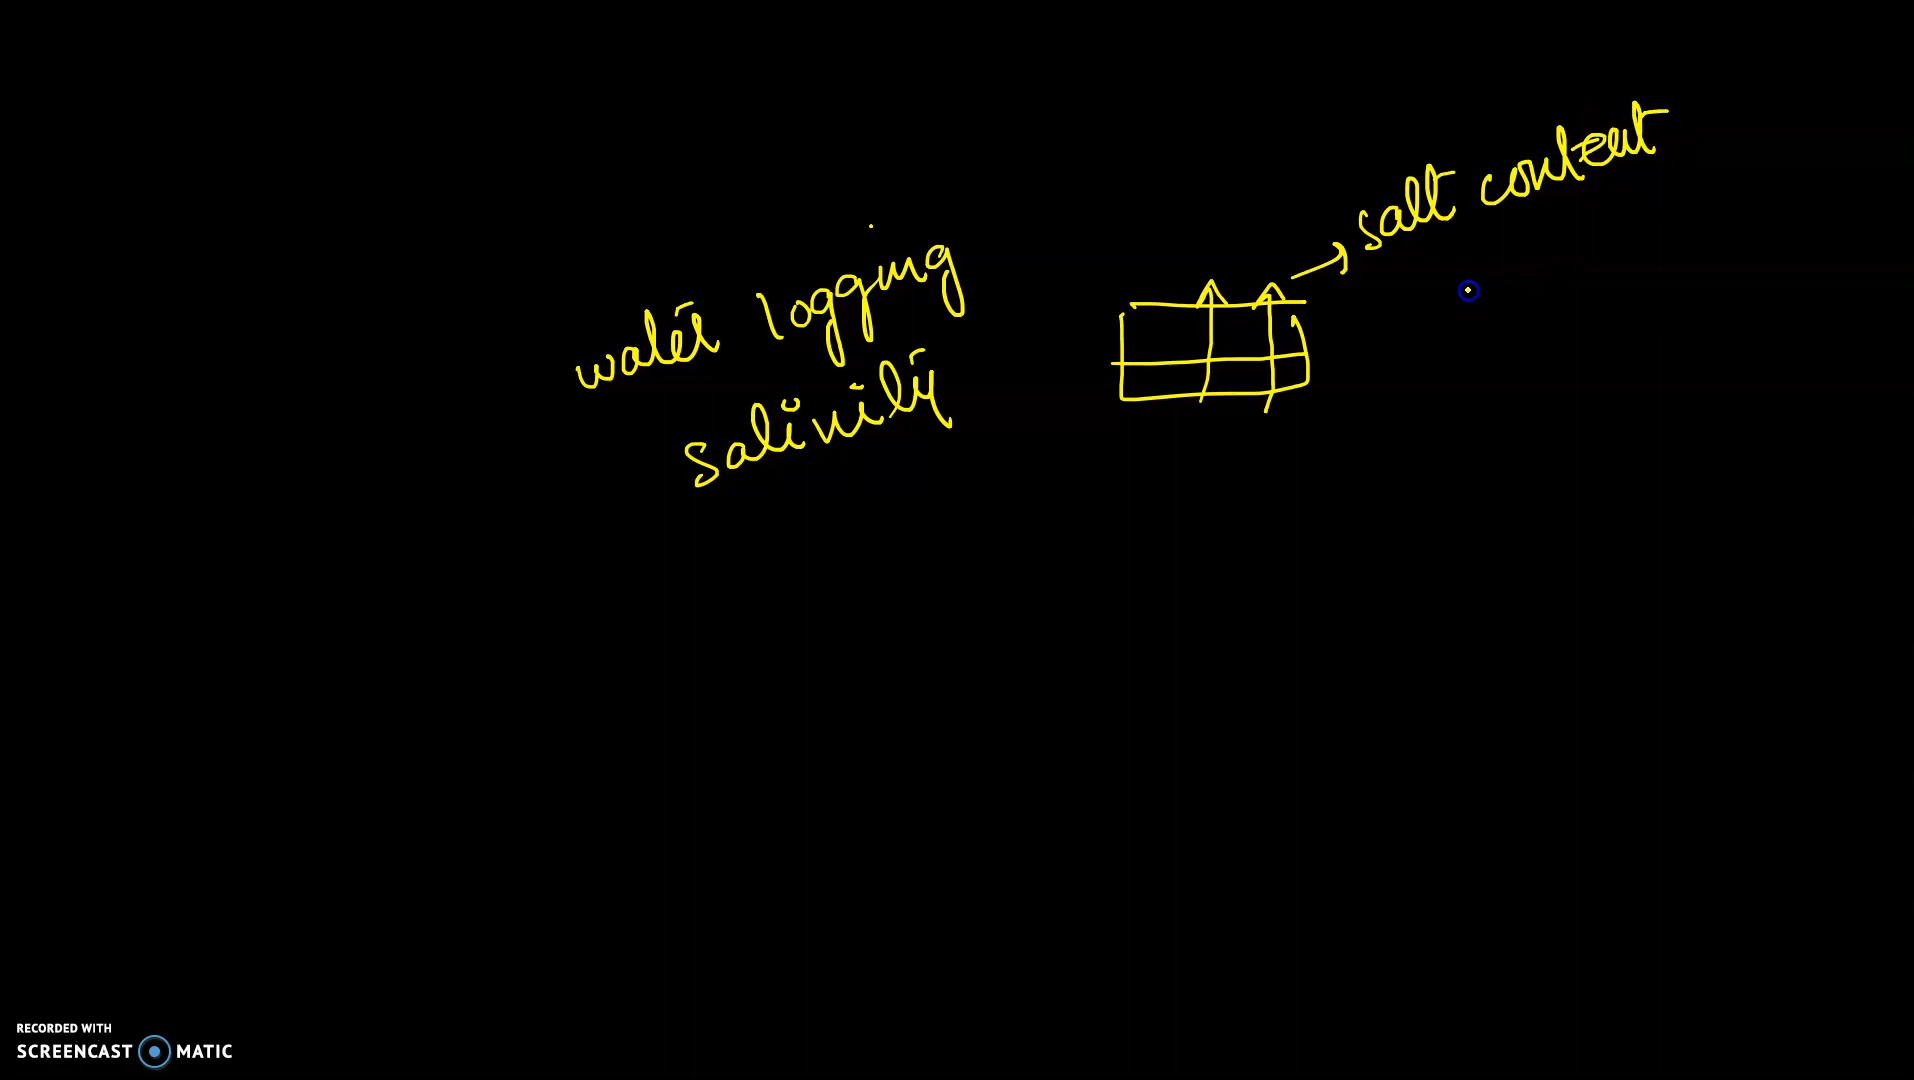 water logging
salinity
→ salt content
RECORDED WITH
SCREENCAST MATIC